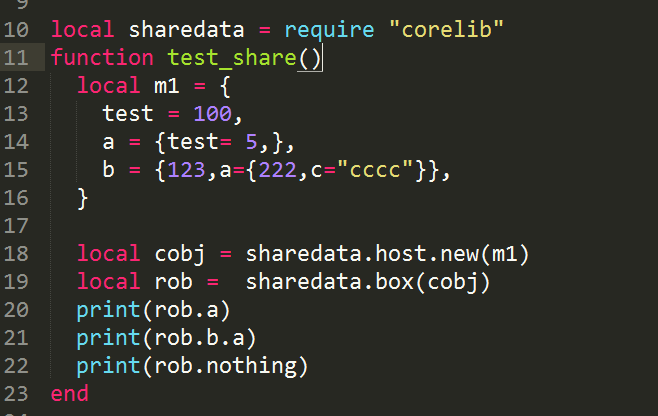 10 local sharedata = require "corelib"
11 function test_share()
12   local m1 = {
13     test = 100,
14     a = {test= 5,},
15     b = {123,a={222,c="cccc"}},
16   }
17
18   local cobj = sharedata.host.new(m1)
19   local rob =  sharedata.box(cobj)
20   print(rob.a)
21   print(rob.b.a)
22   print(rob.nothing)
23 end